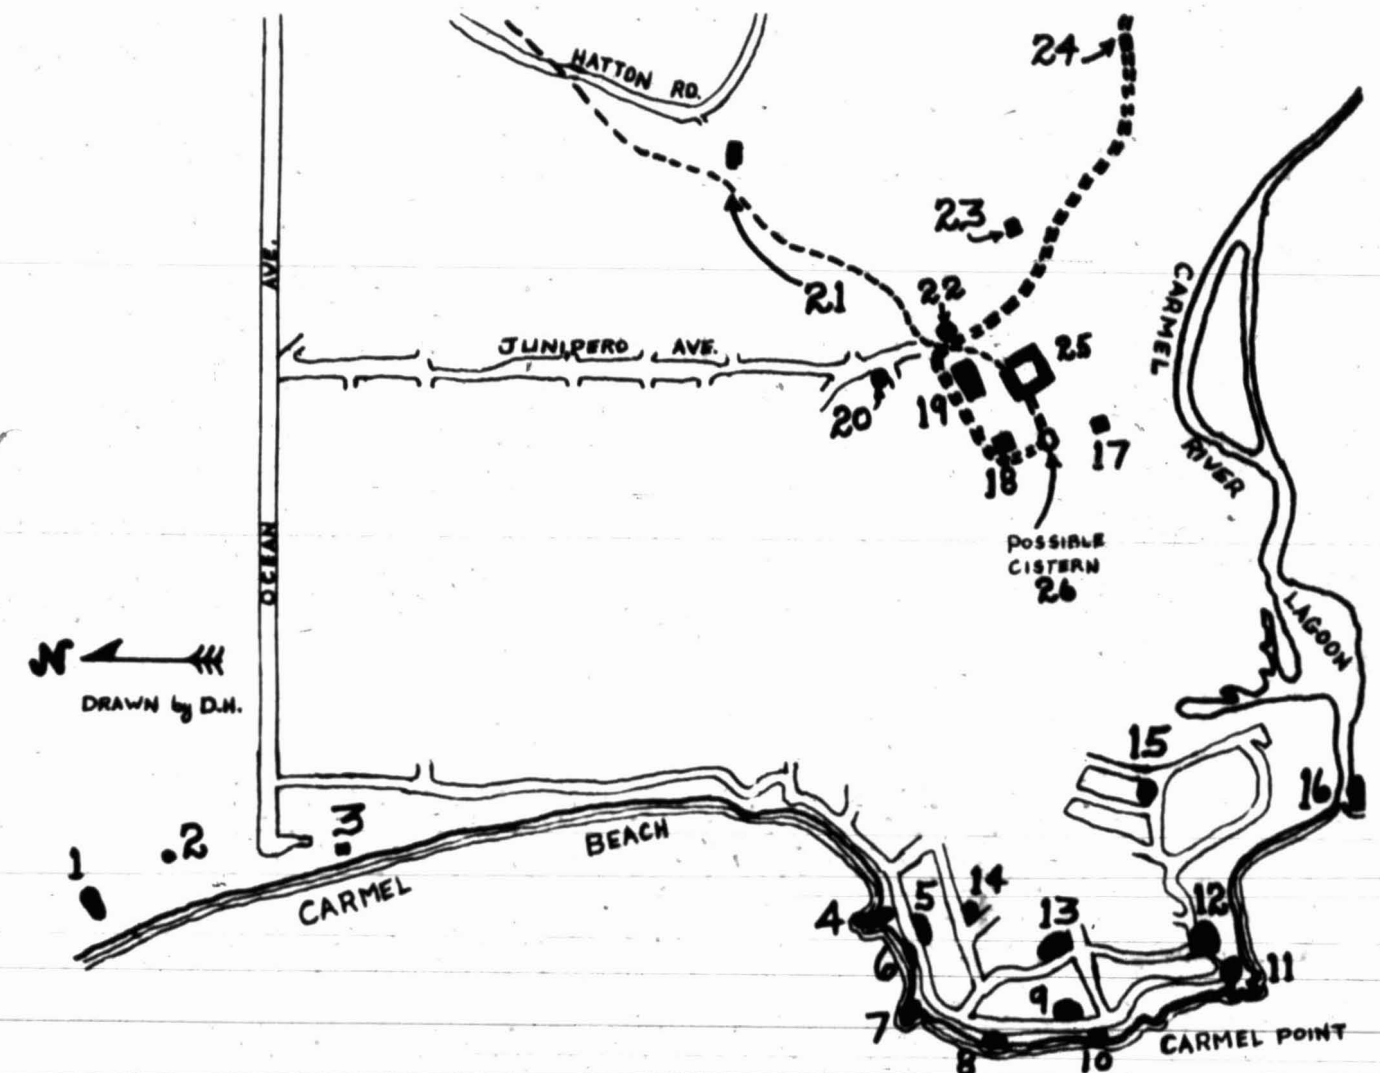 HATTON RD.
24
23
22
21
25
CARMEL
RIVER
JUNIPERO AVE.
20
19
18
17
POSSIBLE
CISTERN
26
OCEAN AVE.
N
DRAWN by D.H.
LAGOON
15
16
1
2
3
CARMEL BEACH
4
5
14
13
12
6
7
9
11
8
10
CARMEL POINT